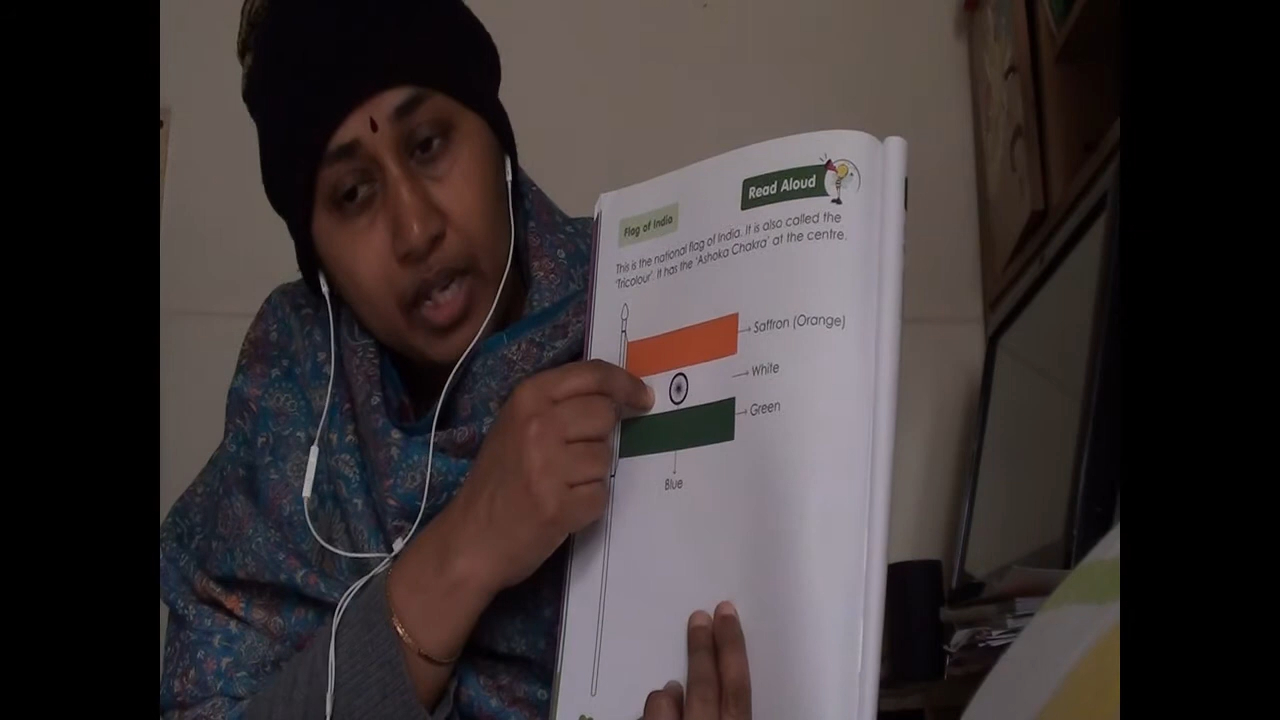 Read Aloud
Flag of India
This is the national flag of India. It is also called the
'Tricolour'. It has the 'Ashoka Chakra' at the centre.
Saffron (Orange)
White
Green
Blue